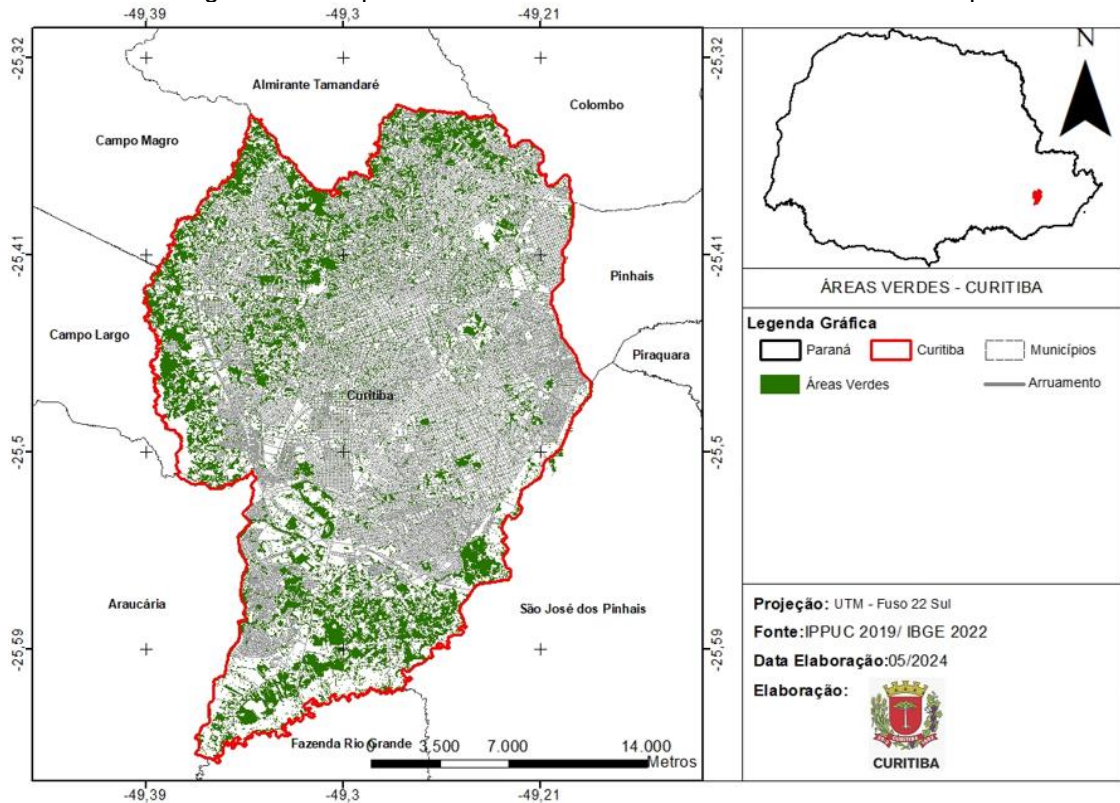 -49,39 -49,3 -49,21
-25,32 -25,32
Almirante Tamandaré
Colombo
Campo Magro
-25,41 -25,41
Pinhais
Campo Largo
Piraquara
Curitiba
-25,5 -25,5
Araucária
São José dos Pinhais
-25,59 -25,59
Fazenda Rio Grande
0 3.500 7.000 14.000
Metros
-49,39 -49,3 -49,21
N
ÁREAS VERDES - CURITIBA
Legenda Gráfica
Paraná Curitiba Municípios
Áreas Verdes Arruamento
Projeção: UTM - Fuso 22 Sul
Fonte:IPPUC 2019/ IBGE 2022
Data Elaboração:05/2024
Elaboração:
CURITIBA
CURITIBA